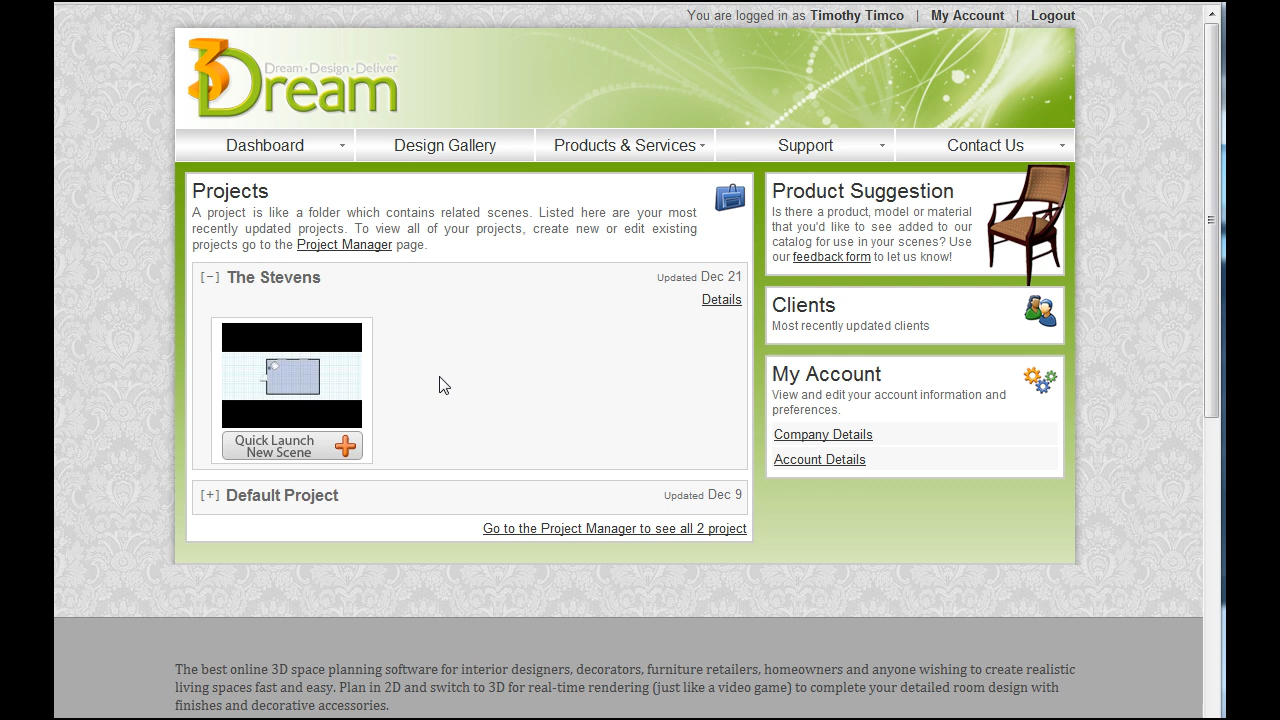 You are logged in as Timothy Timco | My Account | Logout
3Dream
Dream·Design·Deliver
Dashboard Design Gallery Products & Services Support Contact Us
Projects
A project is like a folder which contains related scenes. Listed here are your most
recently updated projects. To view all of your projects, create new or edit existing
projects go to the Project Manager page.
[−] The Stevens Updated Dec 21
Details
Quick Launch
New Scene
[+] Default Project Updated Dec 9
Go to the Project Manager to see all 2 project
Product Suggestion
Is there a product, model or material
that you'd like to see added to our
catalog for use in your scenes? Use
our feedback form to let us know!
Clients
Most recently updated clients
My Account
View and edit your account information and
preferences.
Company Details
Account Details
The best online 3D space planning software for interior designers, decorators, furniture retailers, homeowners and anyone wishing to create realistic
living spaces fast and easy. Plan in 2D and switch to 3D for real-time rendering (just like a video game) to complete your detailed room design with
finishes and decorative accessories.